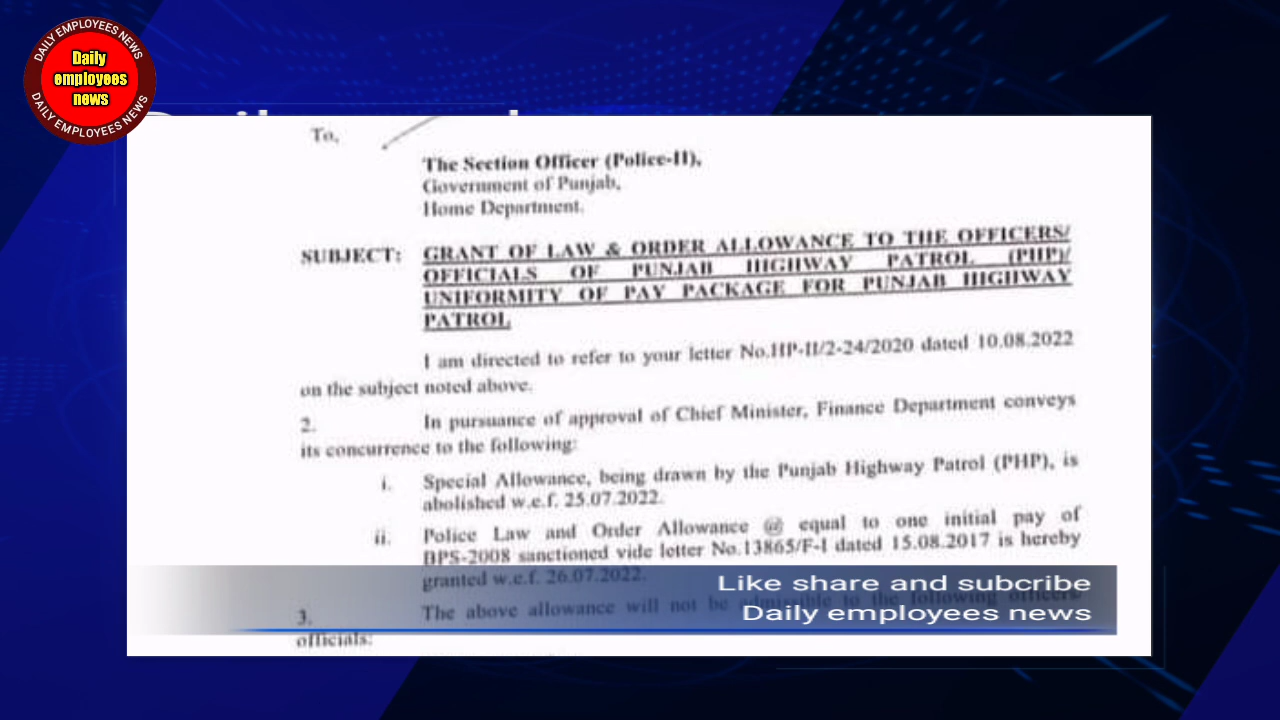 DAILY EMPLOYEES NEWS
Daily
employees
news
DAILY EMPLOYEES NEWS
To,
The Section Officer (Police-II),
Government of Punjab,
Home Department.
SUBJECT: GRANT OF LAW & ORDER ALLOWANCE TO THE OFFICERS/
OFFICIALS OF PUNJAB HIGHWAY PATROL (PHP)/
UNIFORMITY OF PAY PACKAGE FOR PUNJAB HIGHWAY
PATROL
I am directed to refer to your letter No.HP-II/2-24/2020 dated 10.08.2022
on the subject noted above.
2. In pursuance of approval of Chief Minister, Finance Department conveys
its concurrence to the following:
i. Special Allowance, being drawn by the Punjab Highway Patrol (PHP), is
abolished w.e.f. 25.07.2022.
ii. Police Law and Order Allowance @ equal to one initial pay of
BPS-2008 sanctioned vide letter No.13865/F-I dated 15.08.2017 is hereby
granted w.e.f. 26.07.2022.
3. The above allowance will not be admissible to the following officers/
officials:
Like share and subcribe
Daily employees news